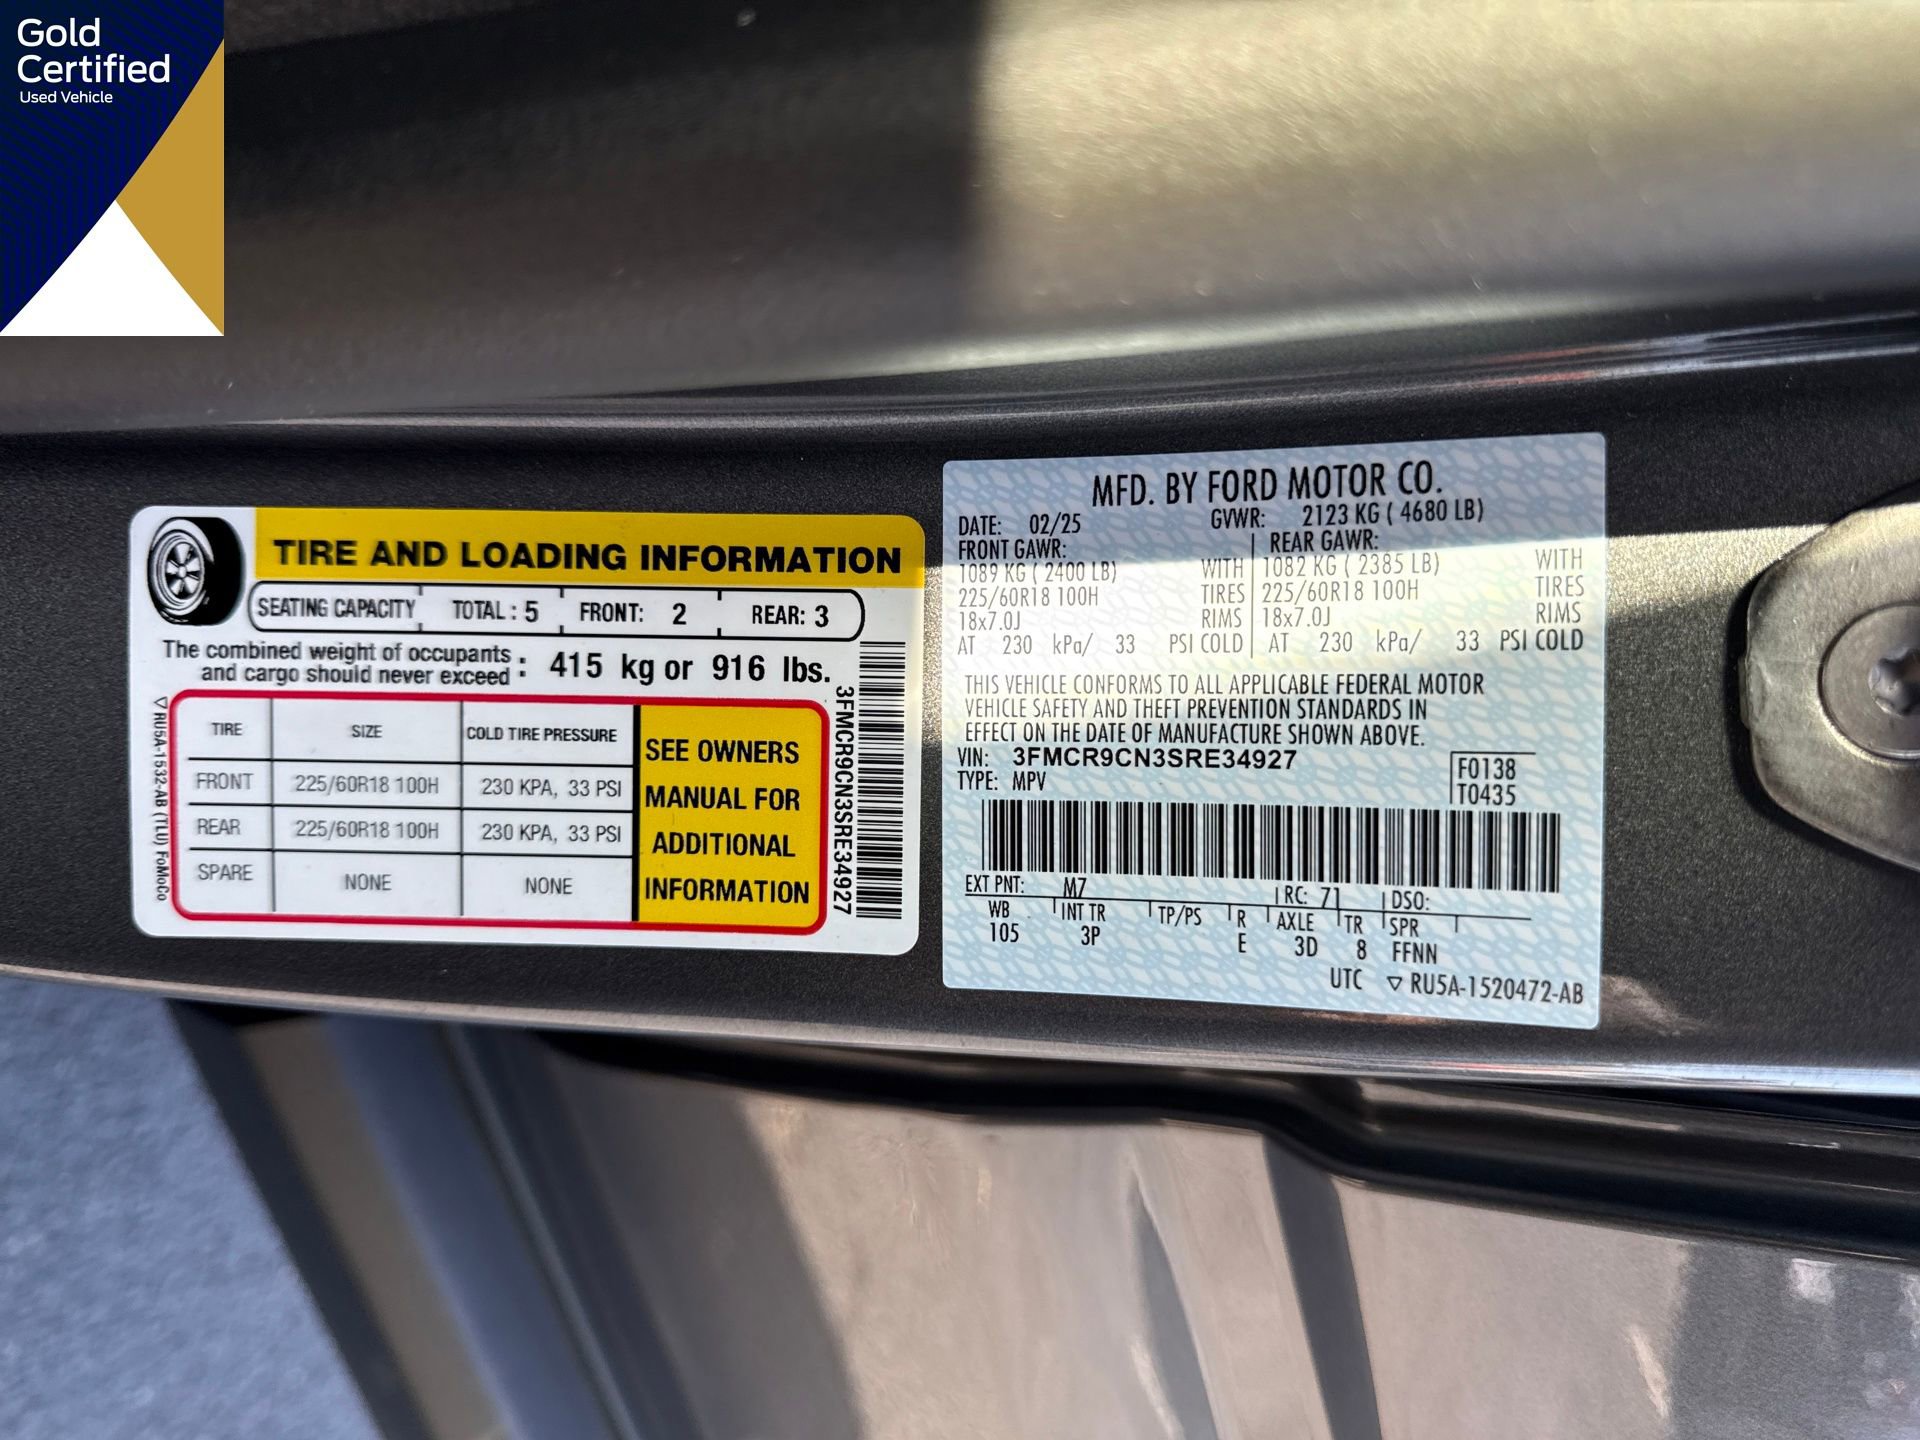 Gold
Certified
Used Vehicle
TIRE AND LOADING INFORMATION
SEATING CAPACITY TOTAL : 5 FRONT: 2 REAR: 3
The combined weight of occupants
and cargo should never exceed : 415 kg or 916 lbs.
TIRE SIZE COLD TIRE PRESSURE
FRONT 225/60R18 100H 230 KPA, 33 PSI
REAR 225/60R18 100H 230 KPA, 33 PSI
SPARE NONE NONE
SEE OWNERS
MANUAL FOR
ADDITIONAL
INFORMATION
3FMCR9CN3SRE34927
▽ RU5A-1532-AB (TLU) FoMoCo
MFD. BY FORD MOTOR CO.
DATE: 02/25 GVWR: 2123 KG ( 4680 LB)
FRONT GAWR: REAR GAWR:
1089 KG ( 2400 LB) WITH 1082 KG ( 2385 LB) WITH
225/60R18 100H TIRES 225/60R18 100H TIRES
18x7.0J RIMS 18x7.0J RIMS
AT 230 kPa/ 33 PSI COLD AT 230 kPa/ 33 PSI COLD
THIS VEHICLE CONFORMS TO ALL APPLICABLE FEDERAL MOTOR
VEHICLE SAFETY AND THEFT PREVENTION STANDARDS IN
EFFECT ON THE DATE OF MANUFACTURE SHOWN ABOVE.
VIN: 3FMCR9CN3SRE34927
TYPE: MPV
F0138
T0435
EXT PNT: M7 RC: 71 DSO:
WB INT TR TP/PS R AXLE TR SPR
105 3P E 3D 8 FFNN
UTC ▽ RU5A-1520472-AB